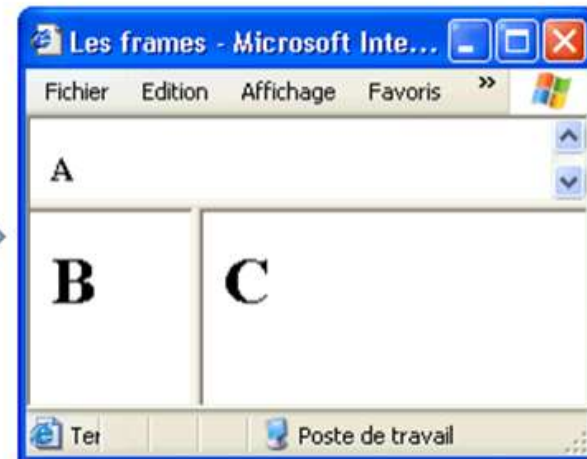 Les frames - Microsoft Inte...
Fichier Edition Affichage Favoris »
A
B C
Ter Poste de travail